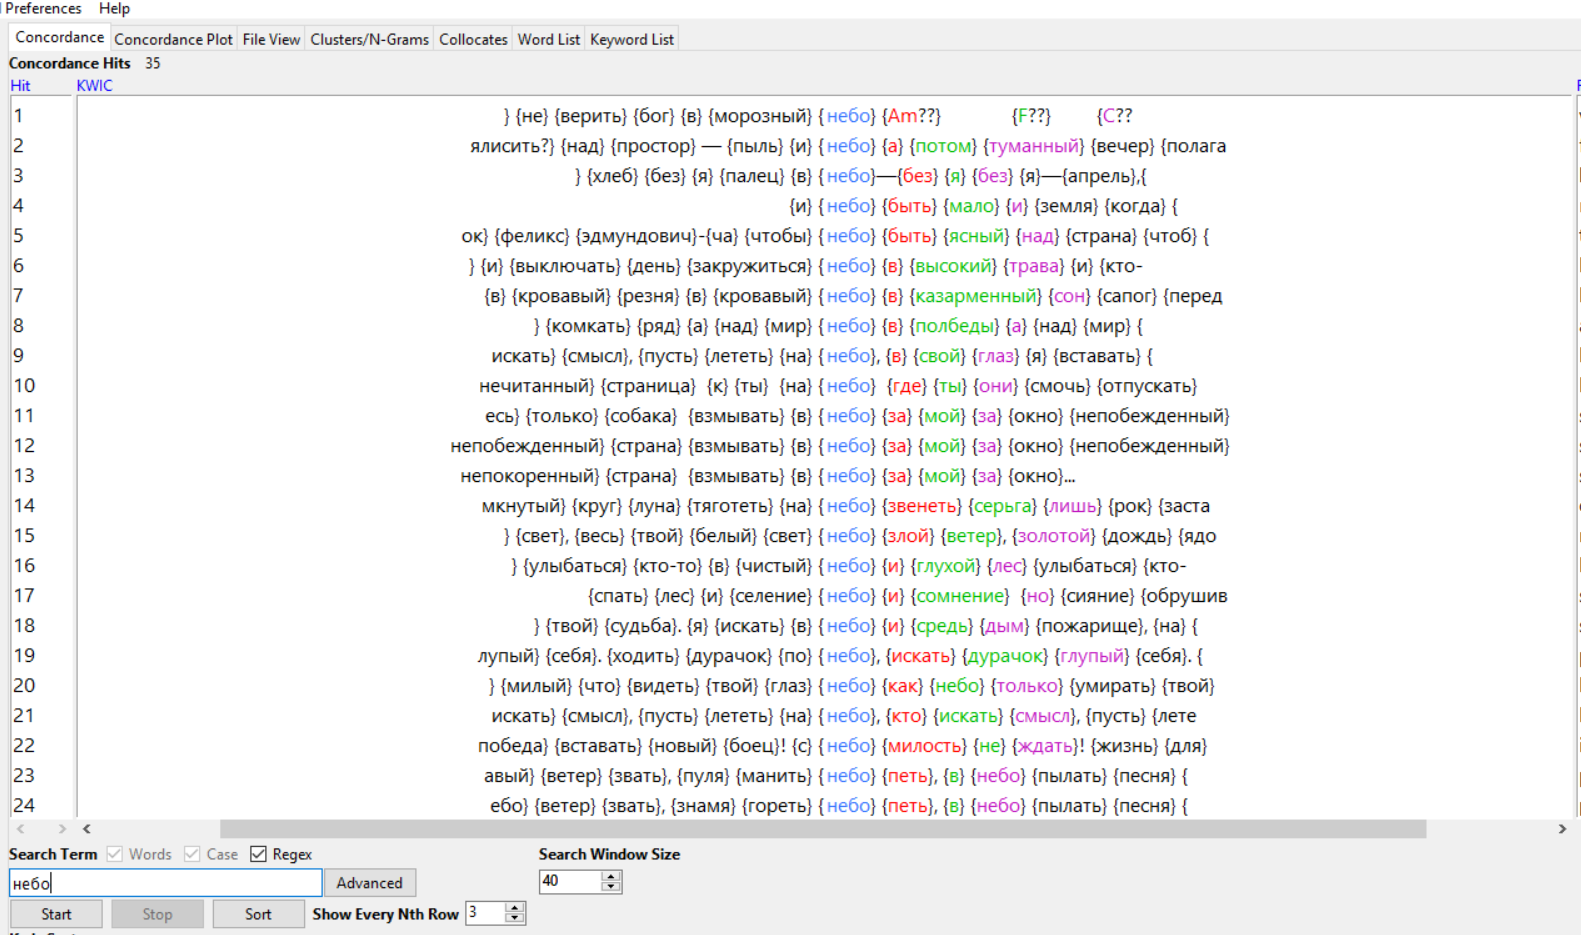 Preferences Help
Concordance Concordance Plot File View Clusters/N-Grams Collocates Word List Keyword List
Concordance Hits 35
Hit KWIC
1 } {не} {верить} {бог} {в} {морозный} {небо} {Am??} {F??} {C??
2 ялисить?} {над} {простор} — {пыль} {и} {небо} {а} {потом} {туманный} {вечер} {полага
3 } {хлеб} {без} {я} {палец} {в} {небо}—{без} {я} {без} {я}—{апрель},{
4 {и} {небо} {быть} {мало} {и} {земля} {когда} {
5 ок} {феликс} {эдмундович}-{ча} {чтобы} {небо} {быть} {ясный} {над} {страна} {чтоб} {
6 } {и} {выключать} {день} {закружиться} {небо} {в} {высокий} {трава} {и} {кто-
7 {в} {кровавый} {резня} {в} {кровавый} {небо} {в} {казарменный} {сон} {сапог} {перед
8 } {комкать} {ряд} {а} {над} {мир} {небо} {в} {полбеды} {а} {над} {мир} {
9 искать} {смысл}, {пусть} {лететь} {на} {небо}, {в} {свой} {глаз} {я} {вставать} {
10 нечитанный} {страница} {к} {ты} {на} {небо} {где} {ты} {они} {смочь} {отпускать}
11 есь} {только} {собака} {взмывать} {в} {небо} {за} {мой} {за} {окно} {непобежденный}
12 непобежденный} {страна} {взмывать} {в} {небо} {за} {мой} {за} {окно} {непобежденный}
13 непокоренный} {страна} {взмывать} {в} {небо} {за} {мой} {за} {окно}...
14 мкнутый} {круг} {луна} {тяготеть} {на} {небо} {звенеть} {серьга} {лишь} {рок} {заста
15 } {свет}, {весь} {твой} {белый} {свет} {небо} {злой} {ветер}, {золотой} {дождь} {ядо
16 } {улыбаться} {кто-то} {в} {чистый} {небо} {и} {глухой} {лес} {улыбаться} {кто-
17 {спать} {лес} {и} {селение} {небо} {и} {сомнение} {но} {сияние} {обрушив
18 } {твой} {судьба}. {я} {искать} {в} {небо} {и} {средь} {дым} {пожарище}, {на} {
19 лупый} {себя}. {ходить} {дурачок} {по} {небо}, {искать} {дурачок} {глупый} {себя}. {
20 } {милый} {что} {видеть} {твой} {глаз} {небо} {как} {небо} {только} {умирать} {твой}
21 искать} {смысл}, {пусть} {лететь} {на} {небо}, {кто} {искать} {смысл}, {пусть} {лете
22 победа} {вставать} {новый} {боец}! {с} {небо} {милость} {не} {ждать}! {жизнь} {для}
23 авый} {ветер} {звать}, {пуля} {манить} {небо} {петь}, {в} {небо} {пылать} {песня} {
24 ебо} {ветер} {звать}, {знамя} {гореть} {небо} {петь}, {в} {небо} {пылать} {песня} {
Search Term Words Case Regex Search Window Size
небо Advanced 40
Start Stop Sort Show Every Nth Row 3